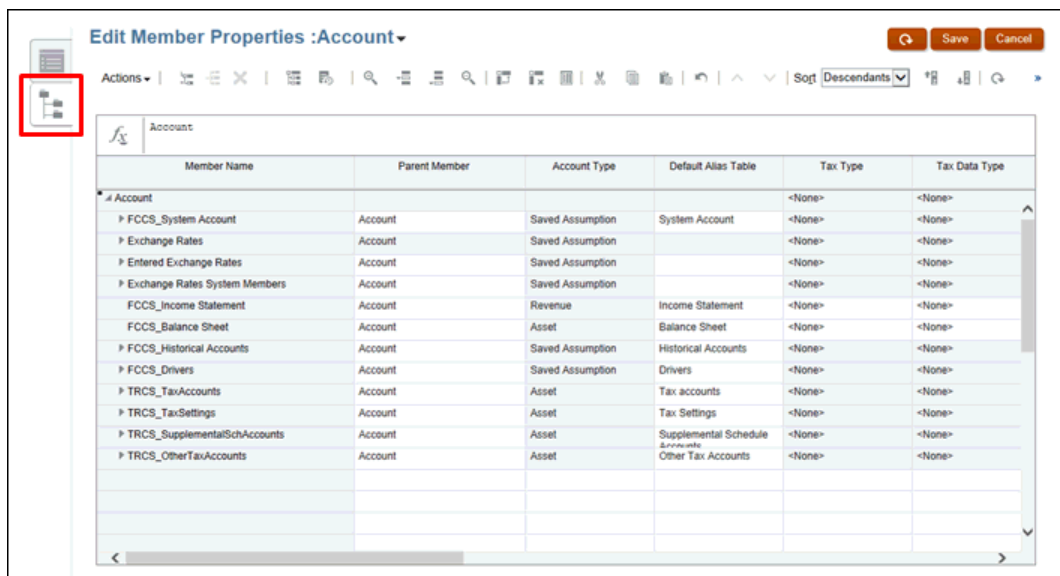 Edit Member Properties :Account
Save Cancel
Actions Sort Descendants »
fx Account
Member Name Parent Member Account Type Default Alias Table Tax Type Tax Data Type
Account <None> <None>
FCCS_System Account Account Saved Assumption System Account <None> <None>
Exchange Rates Account Saved Assumption <None> <None>
Entered Exchange Rates Account Saved Assumption <None> <None>
Exchange Rates System Members Account Saved Assumption <None> <None>
FCCS_Income Statement Account Revenue Income Statement <None> <None>
FCCS_Balance Sheet Account Asset Balance Sheet <None> <None>
FCCS_Historical Accounts Account Saved Assumption Historical Accounts <None> <None>
FCCS_Drivers Account Saved Assumption Drivers <None> <None>
TRCS_TaxAccounts Account Asset Tax accounts <None> <None>
TRCS_TaxSettings Account Asset Tax Settings <None> <None>
TRCS_SupplementalSchAccounts Account Asset Supplemental Schedule <None> <None>
Accounts
TRCS_OtherTaxAccounts Account Asset Other Tax Accounts <None> <None>